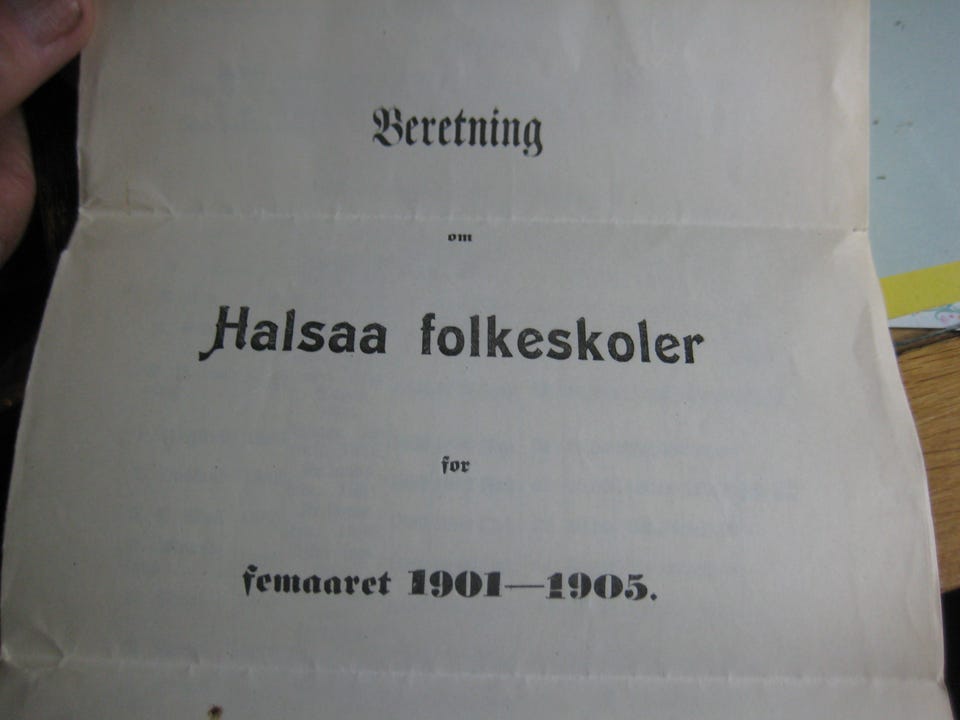 Beretning
om
Halsaa folkeskoler
for
femaaret 1901—1905.